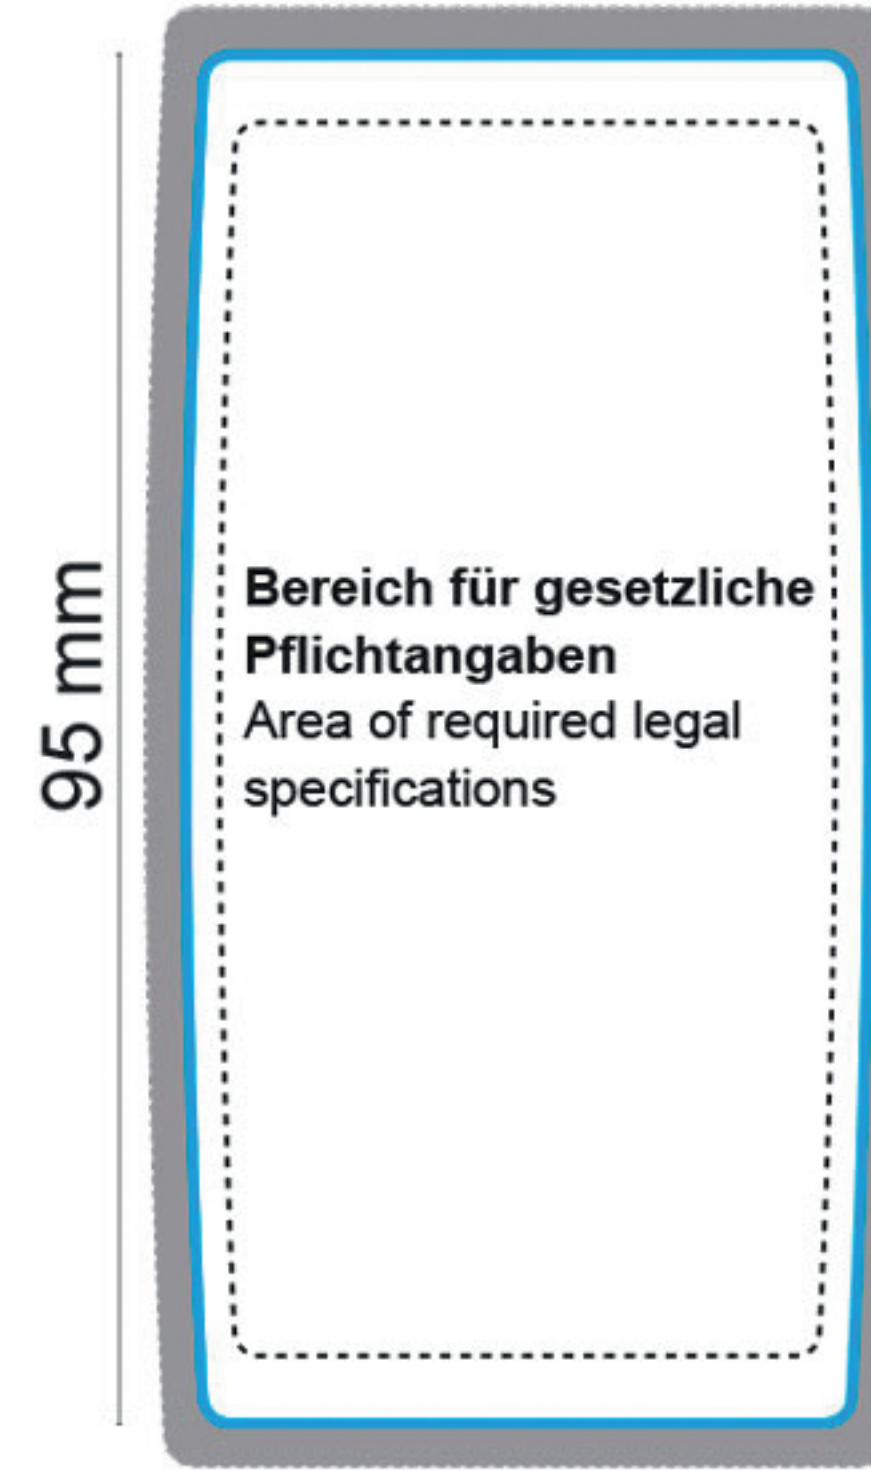 95 mm
Bereich für gesetzliche
Pflichtangaben
Area of required legal
specifications